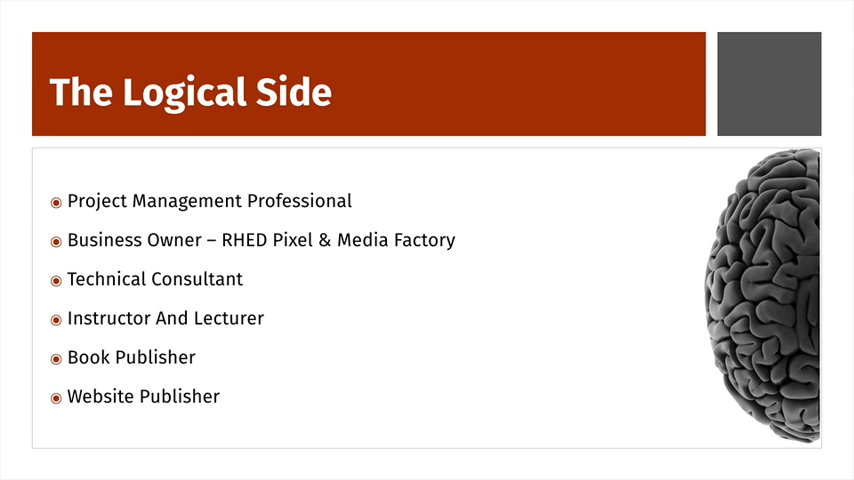 The Logical Side
Project Management Professional
Business Owner – RHED Pixel & Media Factory
Technical Consultant
Instructor And Lecturer
Book Publisher
Website Publisher